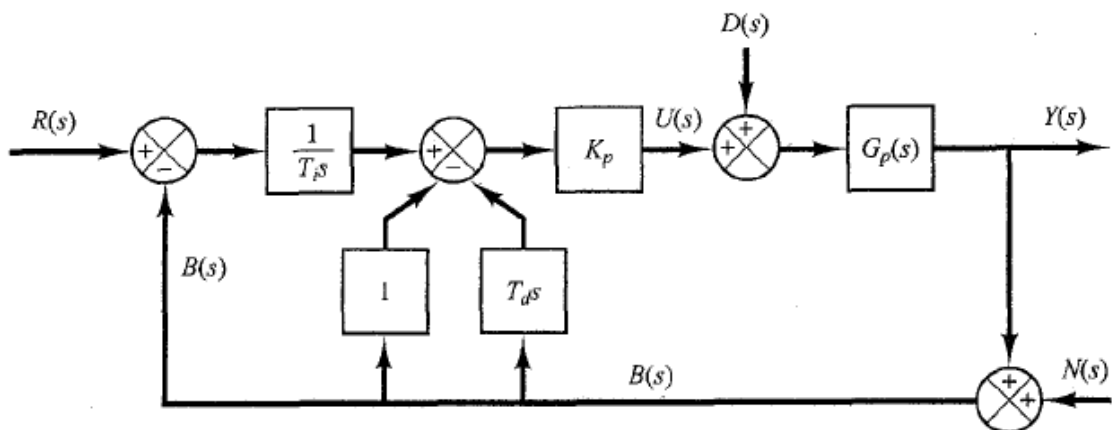 D(s)
R(s)
+
−
1
T_i s
+
−
K_p
U(s)
+
+
G_p(s)
Y(s)
B(s)
1
T_d s
B(s)
+
+
N(s)